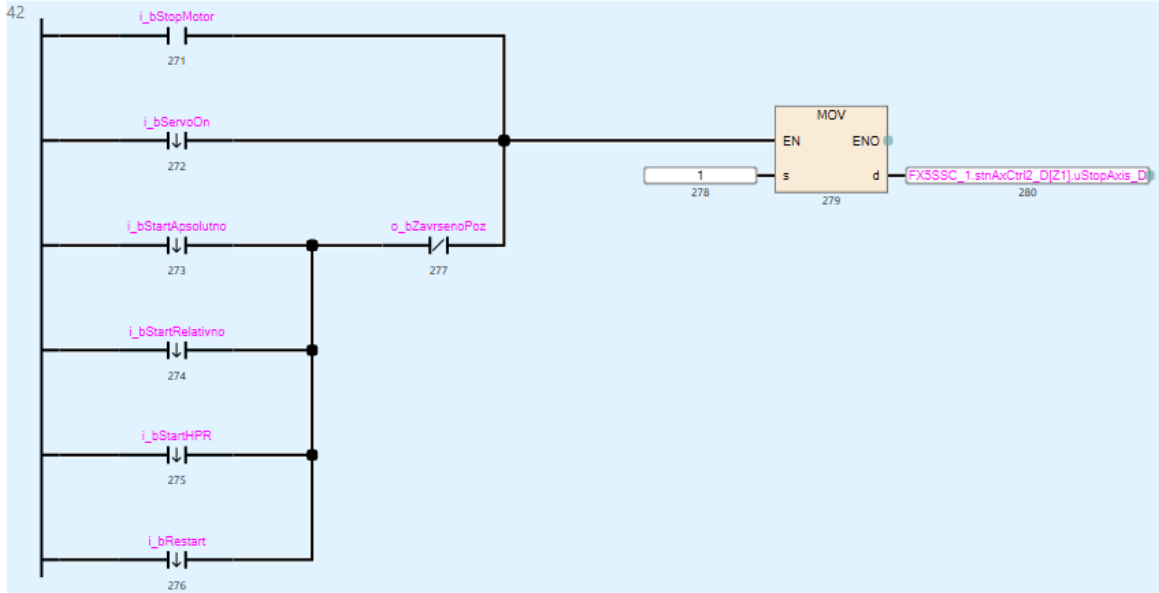 42
i_bStopMotor
271
i_bServoOn
272
MOV
EN ENO
1 s d FX5SSC_1.stnAxCtrl2_D[Z1].uStopAxis_D
278 279 280
i_bStartApsolutno o_bZavrsenoPoz
273 277
i_bStartRelativno
274
i_bStartHPR
275
i_bRestart
276